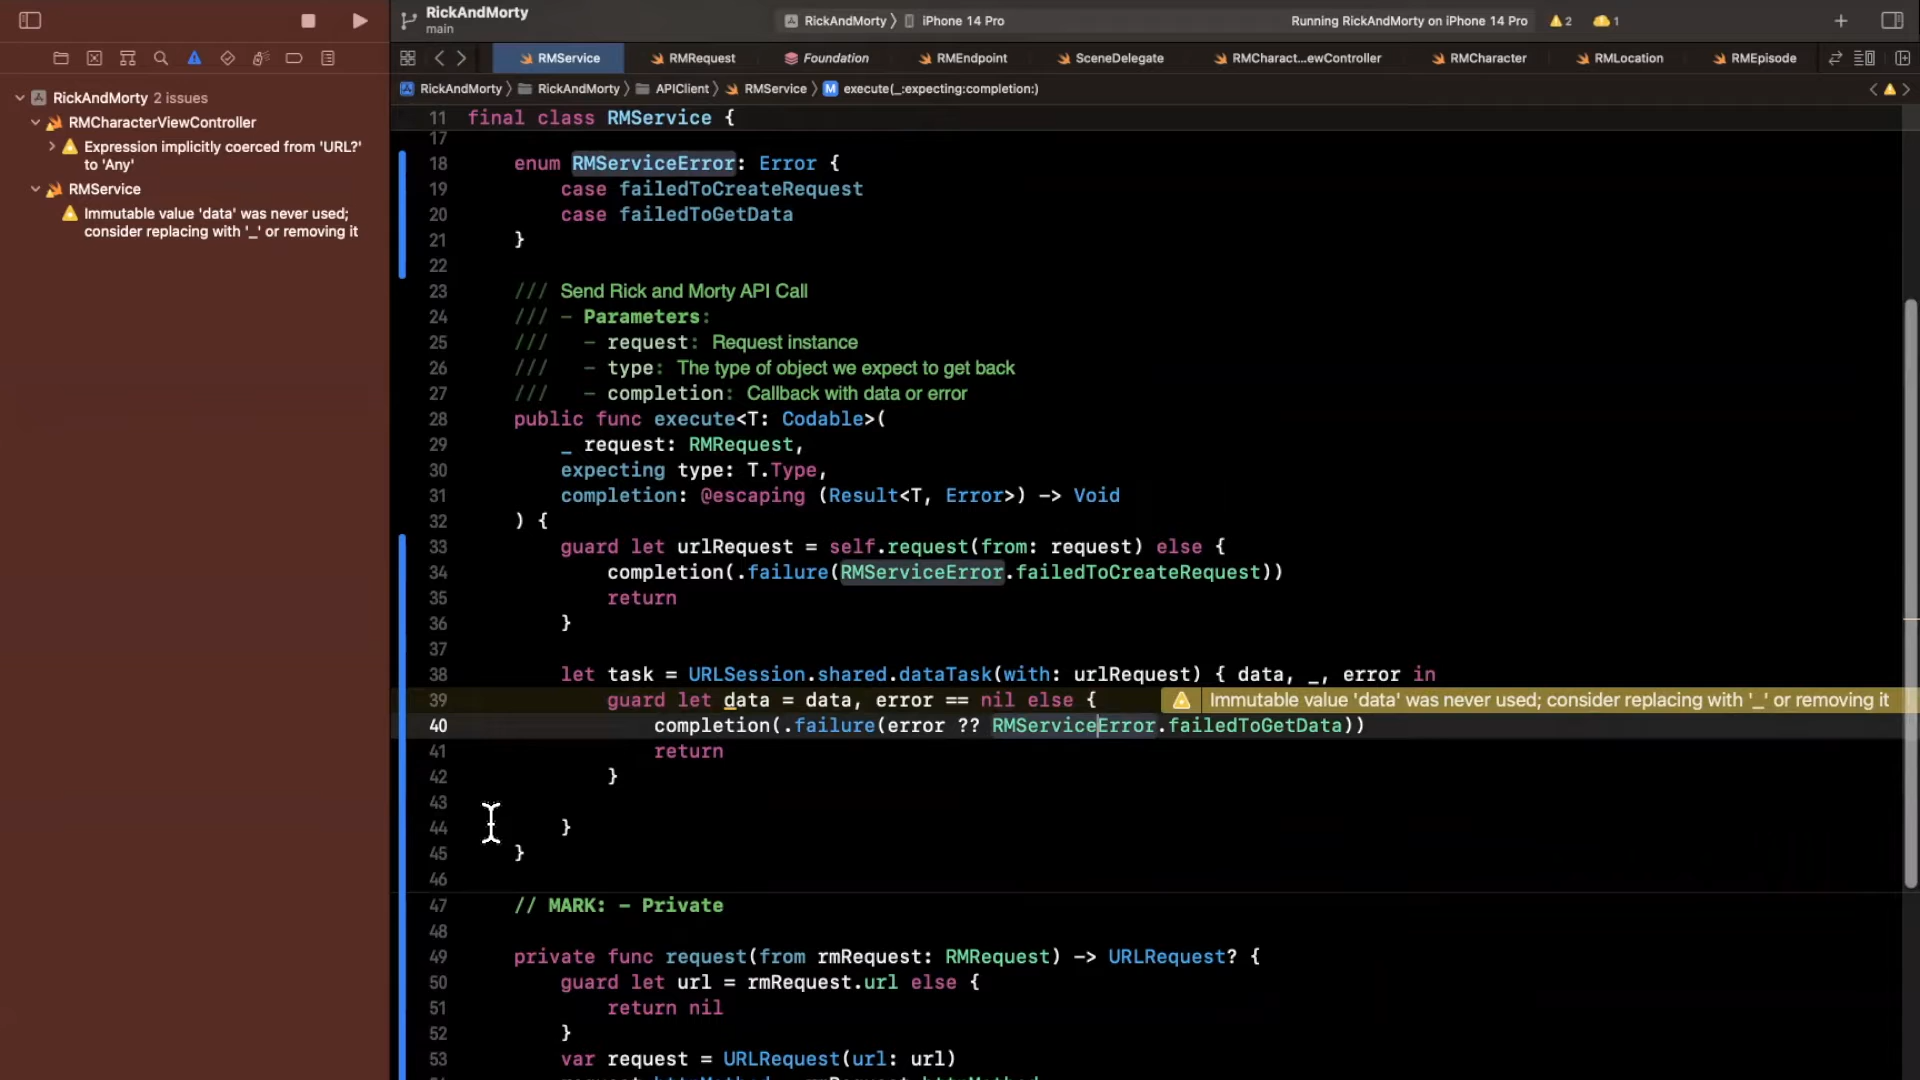 RickAndMorty
main
RickAndMorty
iPhone 14 Pro
Running RickAndMorty on iPhone 14 Pro
2
1
RMService
RMRequest
Foundation
RMEndpoint
SceneDelegate
RMCharact...ewController
RMCharacter
RMLocation
RMEpisode
RickAndMorty 2 issues
RMCharacterViewController
Expression implicitly coerced from 'URL?'
to 'Any'
RMService
Immutable value 'data' was never used;
consider replacing with '_' or removing it
RickAndMorty
RickAndMorty
APIClient
RMService
M execute(_:expecting:completion:)
11 final class RMService {
17
18 enum RMServiceError: Error {
19 case failedToCreateRequest
20 case failedToGetData
21 }
22
23 /// Send Rick and Morty API Call
24 /// - Parameters:
25 /// - request: Request instance
26 /// - type: The type of object we expect to get back
27 /// - completion: Callback with data or error
28 public func execute<T: Codable>(
29 _ request: RMRequest,
30 expecting type: T.Type,
31 completion: @escaping (Result<T, Error>) -> Void
32 ) {
33 guard let urlRequest = self.request(from: request) else {
34 completion(.failure(RMServiceError.failedToCreateRequest))
35 return
36 }
37
38 let task = URLSession.shared.dataTask(with: urlRequest) { data, _, error in
39 guard let data = data, error == nil else { Immutable value 'data' was never used; consider replacing with '_' or removing it
40 completion(.failure(error ?? RMServiceError.failedToGetData))
41 return
42 }
43
44 }
45 }
46
47 // MARK: - Private
48
49 private func request(from rmRequest: RMRequest) -> URLRequest? {
50 guard let url = rmRequest.url else {
51 return nil
52 }
53 var request = URLRequest(url: url)